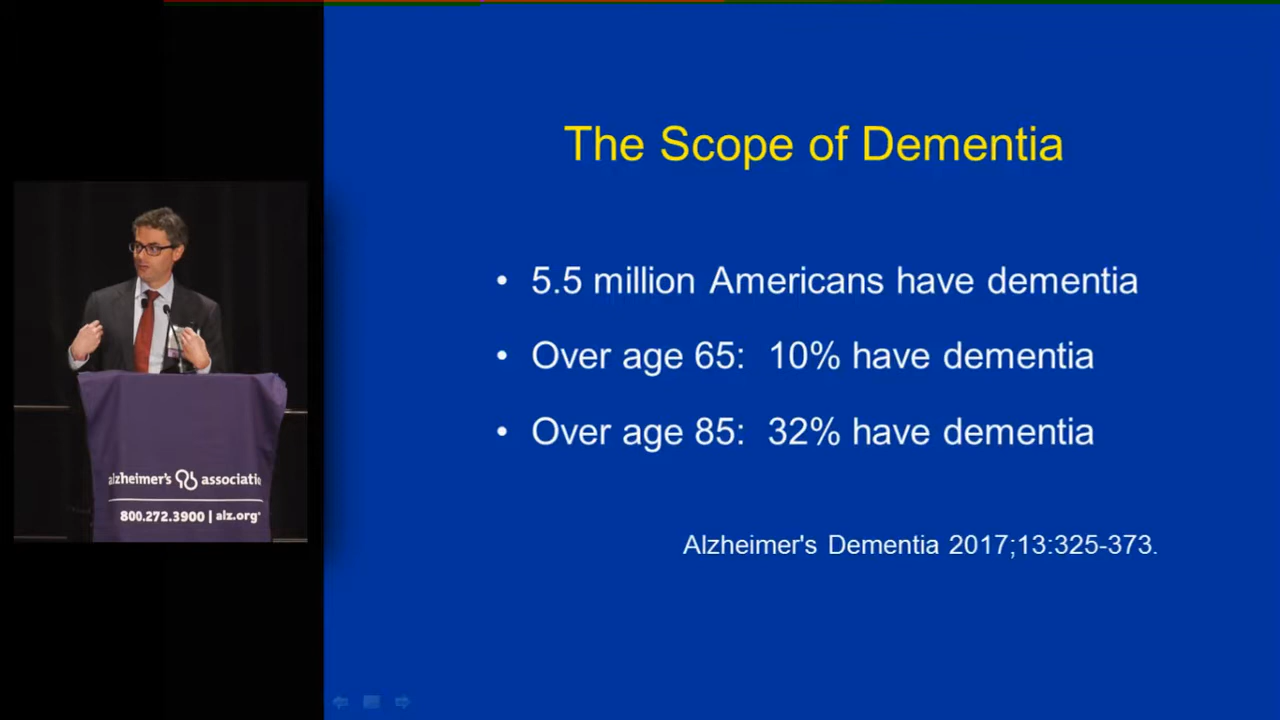 The Scope of Dementia
• 5.5 million Americans have dementia
• Over age 65: 10% have dementia
• Over age 85: 32% have dementia
Alzheimer's Dementia 2017;13:325-373.
alzheimer's associatio
800.272.3900 | alz.org®